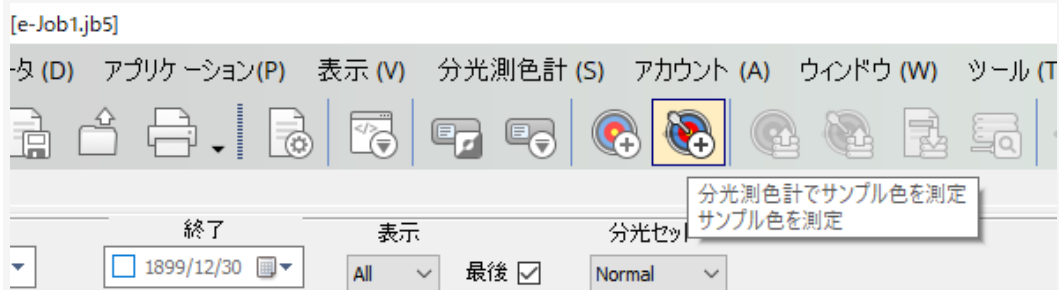 [e-Job1.jb5]
-タ (D) アプリケーション(P) 表示 (V) 分光測色計 (S) アカウント (A) ウィンドウ (W) ツール (T
分光測色計でサンプル色を測定
サンプル色を測定
終了 表示 分光セット
1899/12/30 All 最後 Normal